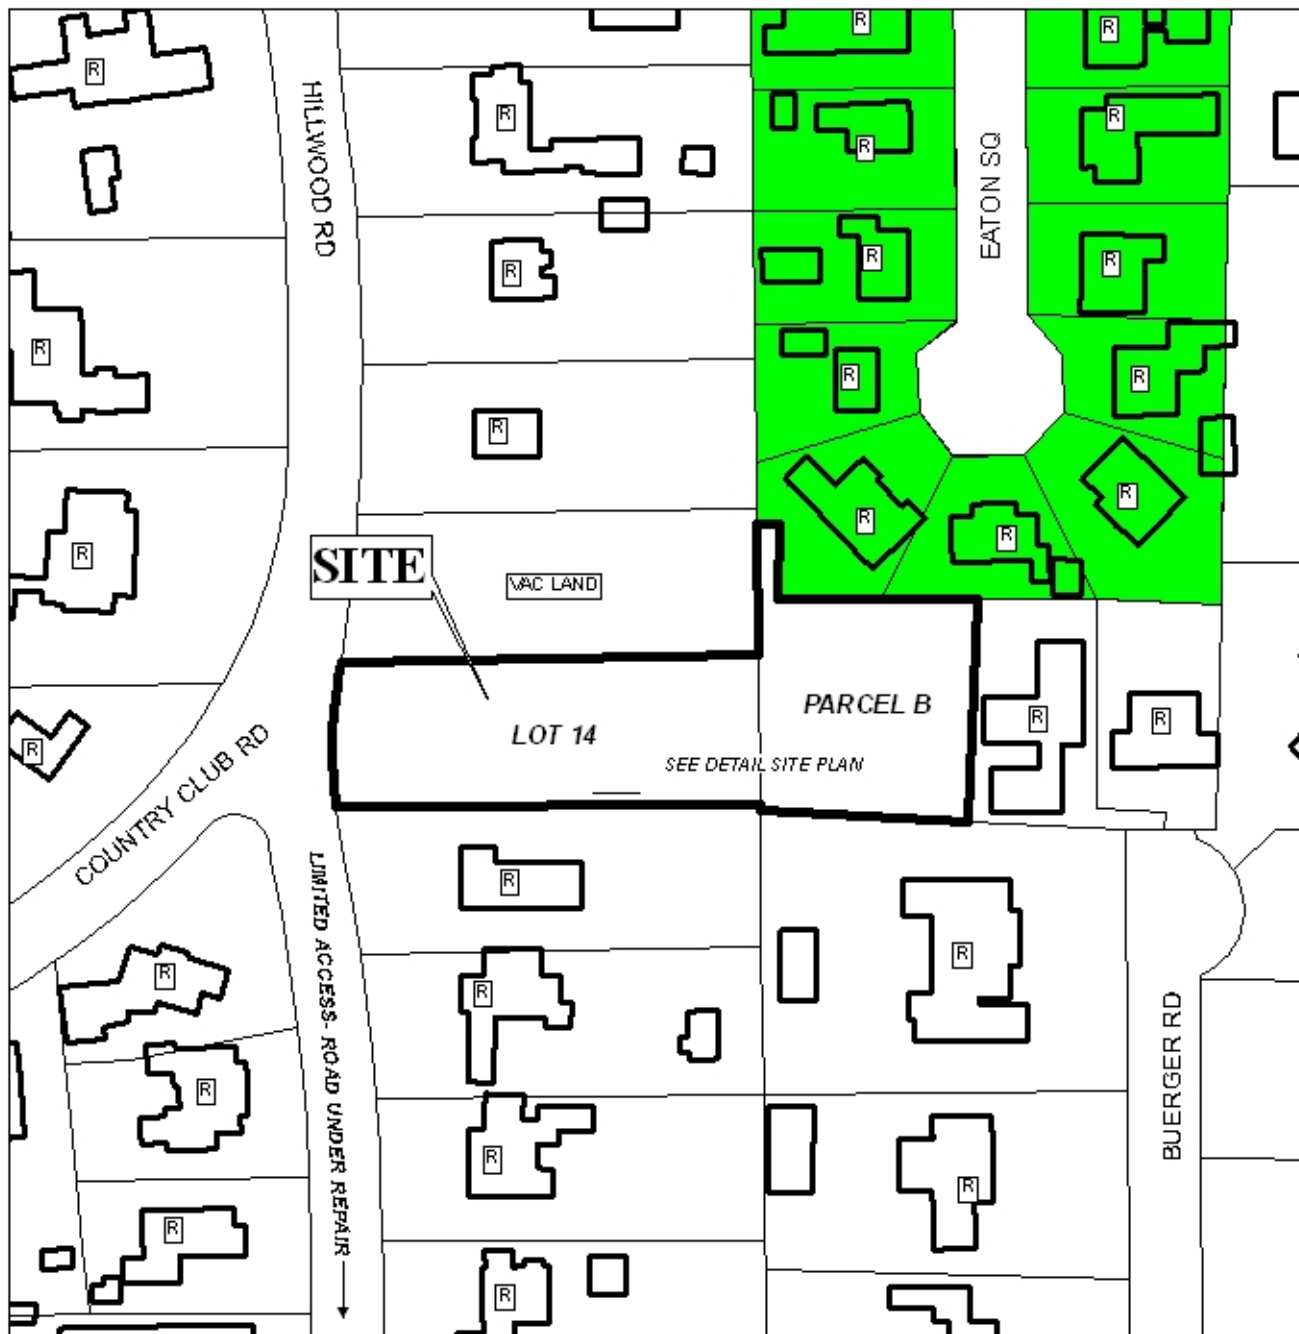 R
R
R
R
HILLWOOD RD
R
R
EATON SQ
R
R
R
R
R
R
R
R
R
R
R
R
SITE
VAC LAND
R
PARCEL B
R
R
LOT 14
R
SEE DETAIL SITE PLAN
COUNTRY CLUB RD
R
LIMITED ACCESS- ROAD UNDER REPAIR
R
R
R
R
BUERGER RD
R
R
R
R